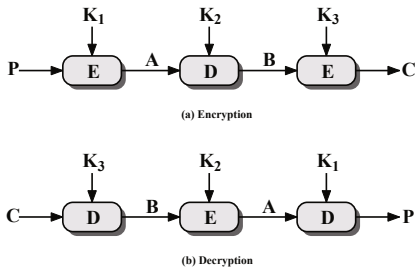 K1 K2 K3
P E A D B E C
(a) Encryption
K3 K2 K1
C D B E A D P
(b) Decryption